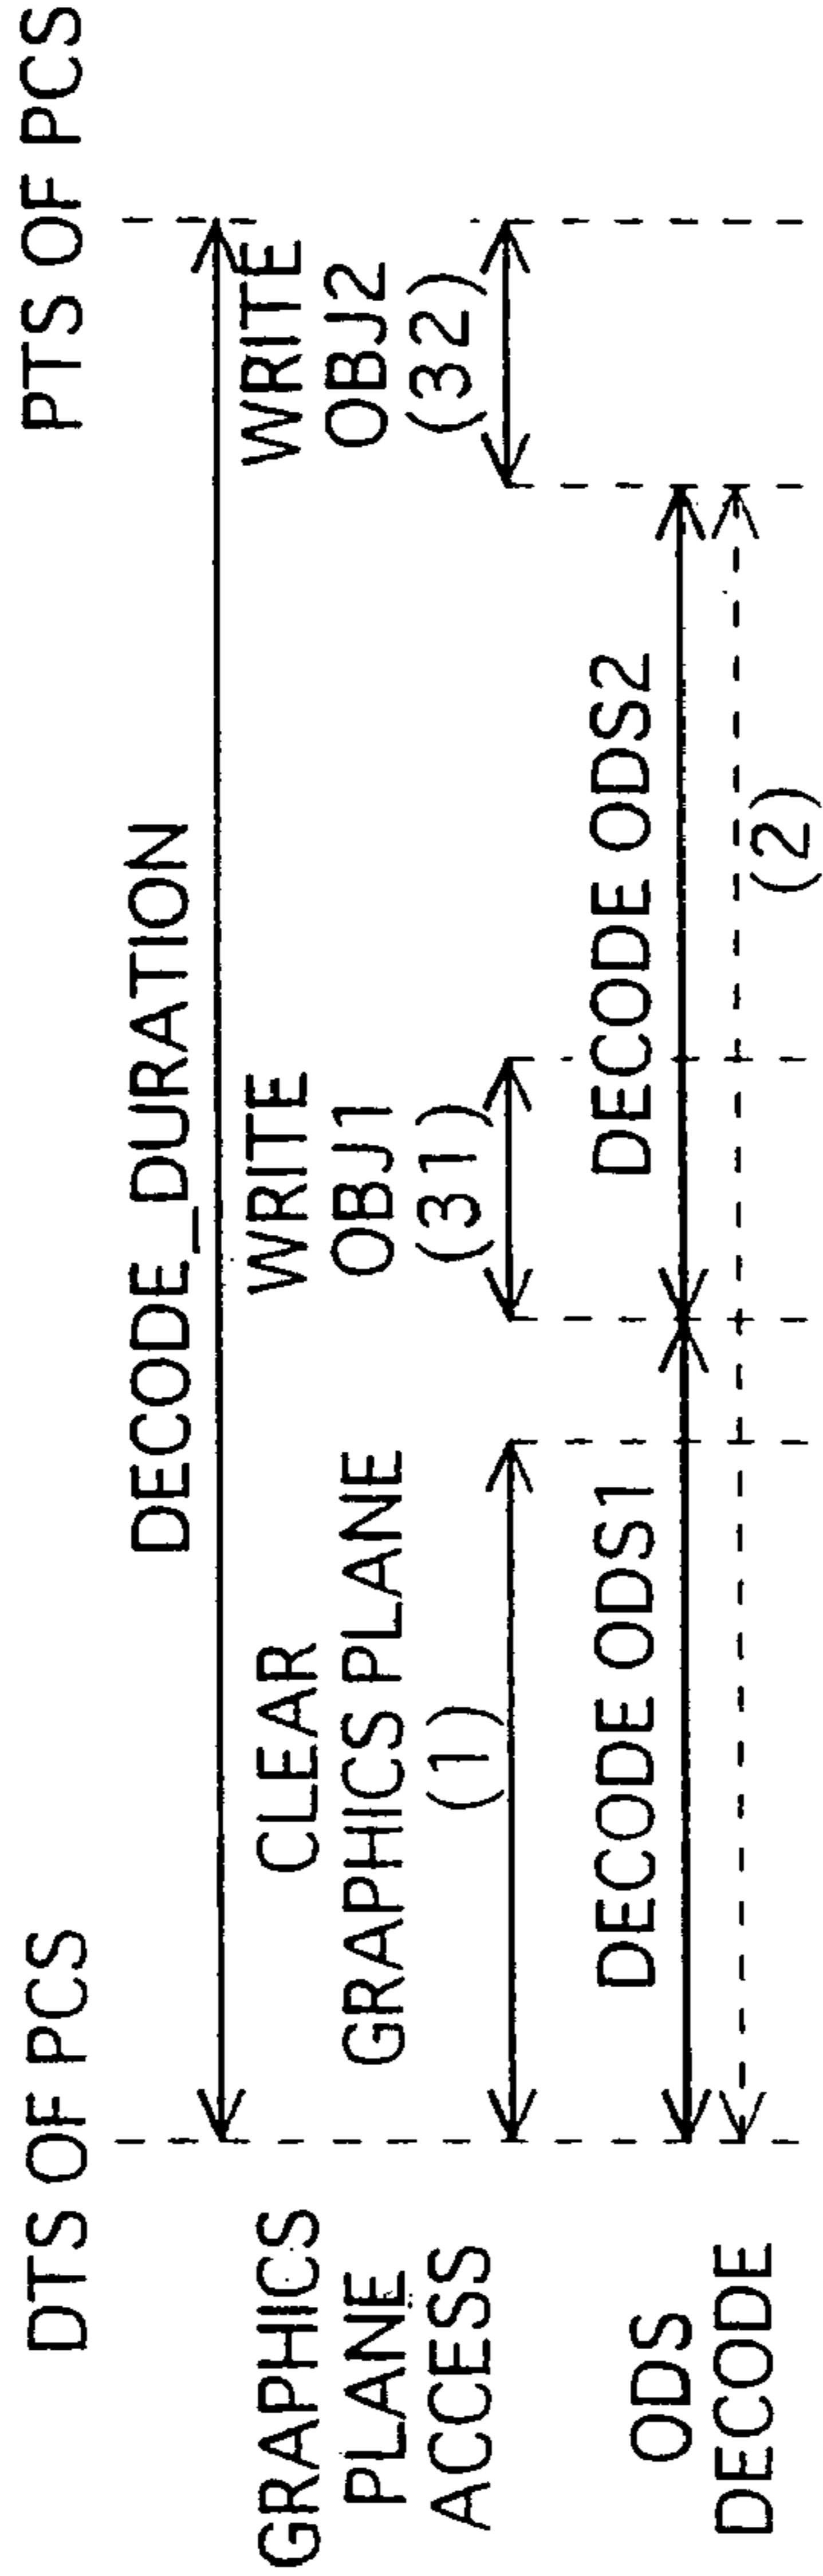 DTS OF PCS
PTS OF PCS
DECODE_DURATION
GRAPHICS
PLANE
ACCESS
CLEAR
GRAPHICS PLANE
(1)
WRITE
OBJ1
(31)
WRITE
OBJ2
(32)
ODS
DECODE
DECODE ODS1
DECODE ODS2
(2)